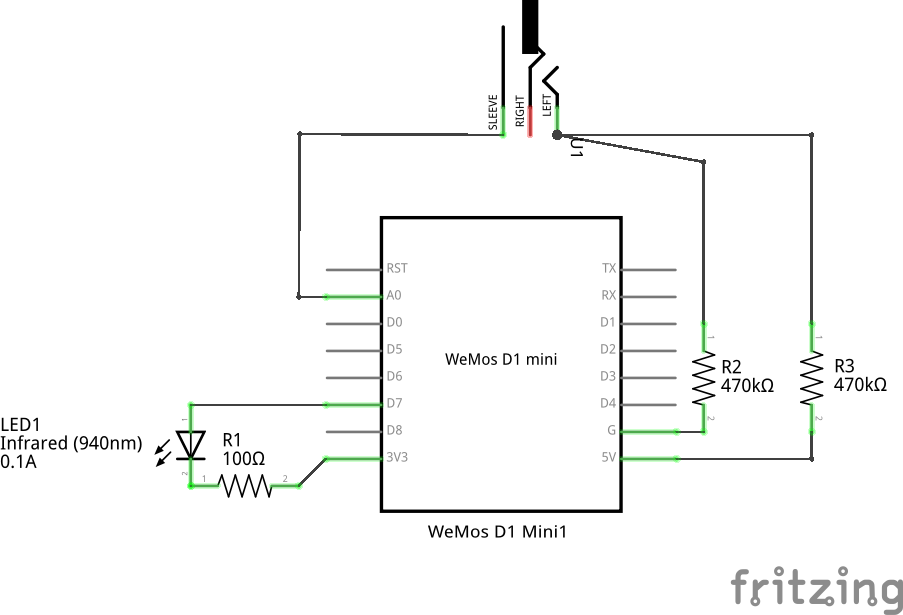 SLEEVE
RIGHT
LEFT
U1
RST
TX
A0
RX
D0
D1
D5
D2
WeMos D1 mini
D6
D3
R2
470kΩ
R3
470kΩ
D7
D4
1
1
2
2
D8
G
3V3
5V
LED1
Infrared (940nm)
0.1A
1
2
R1
100Ω
1
2
WeMos D1 Mini1
fritzing